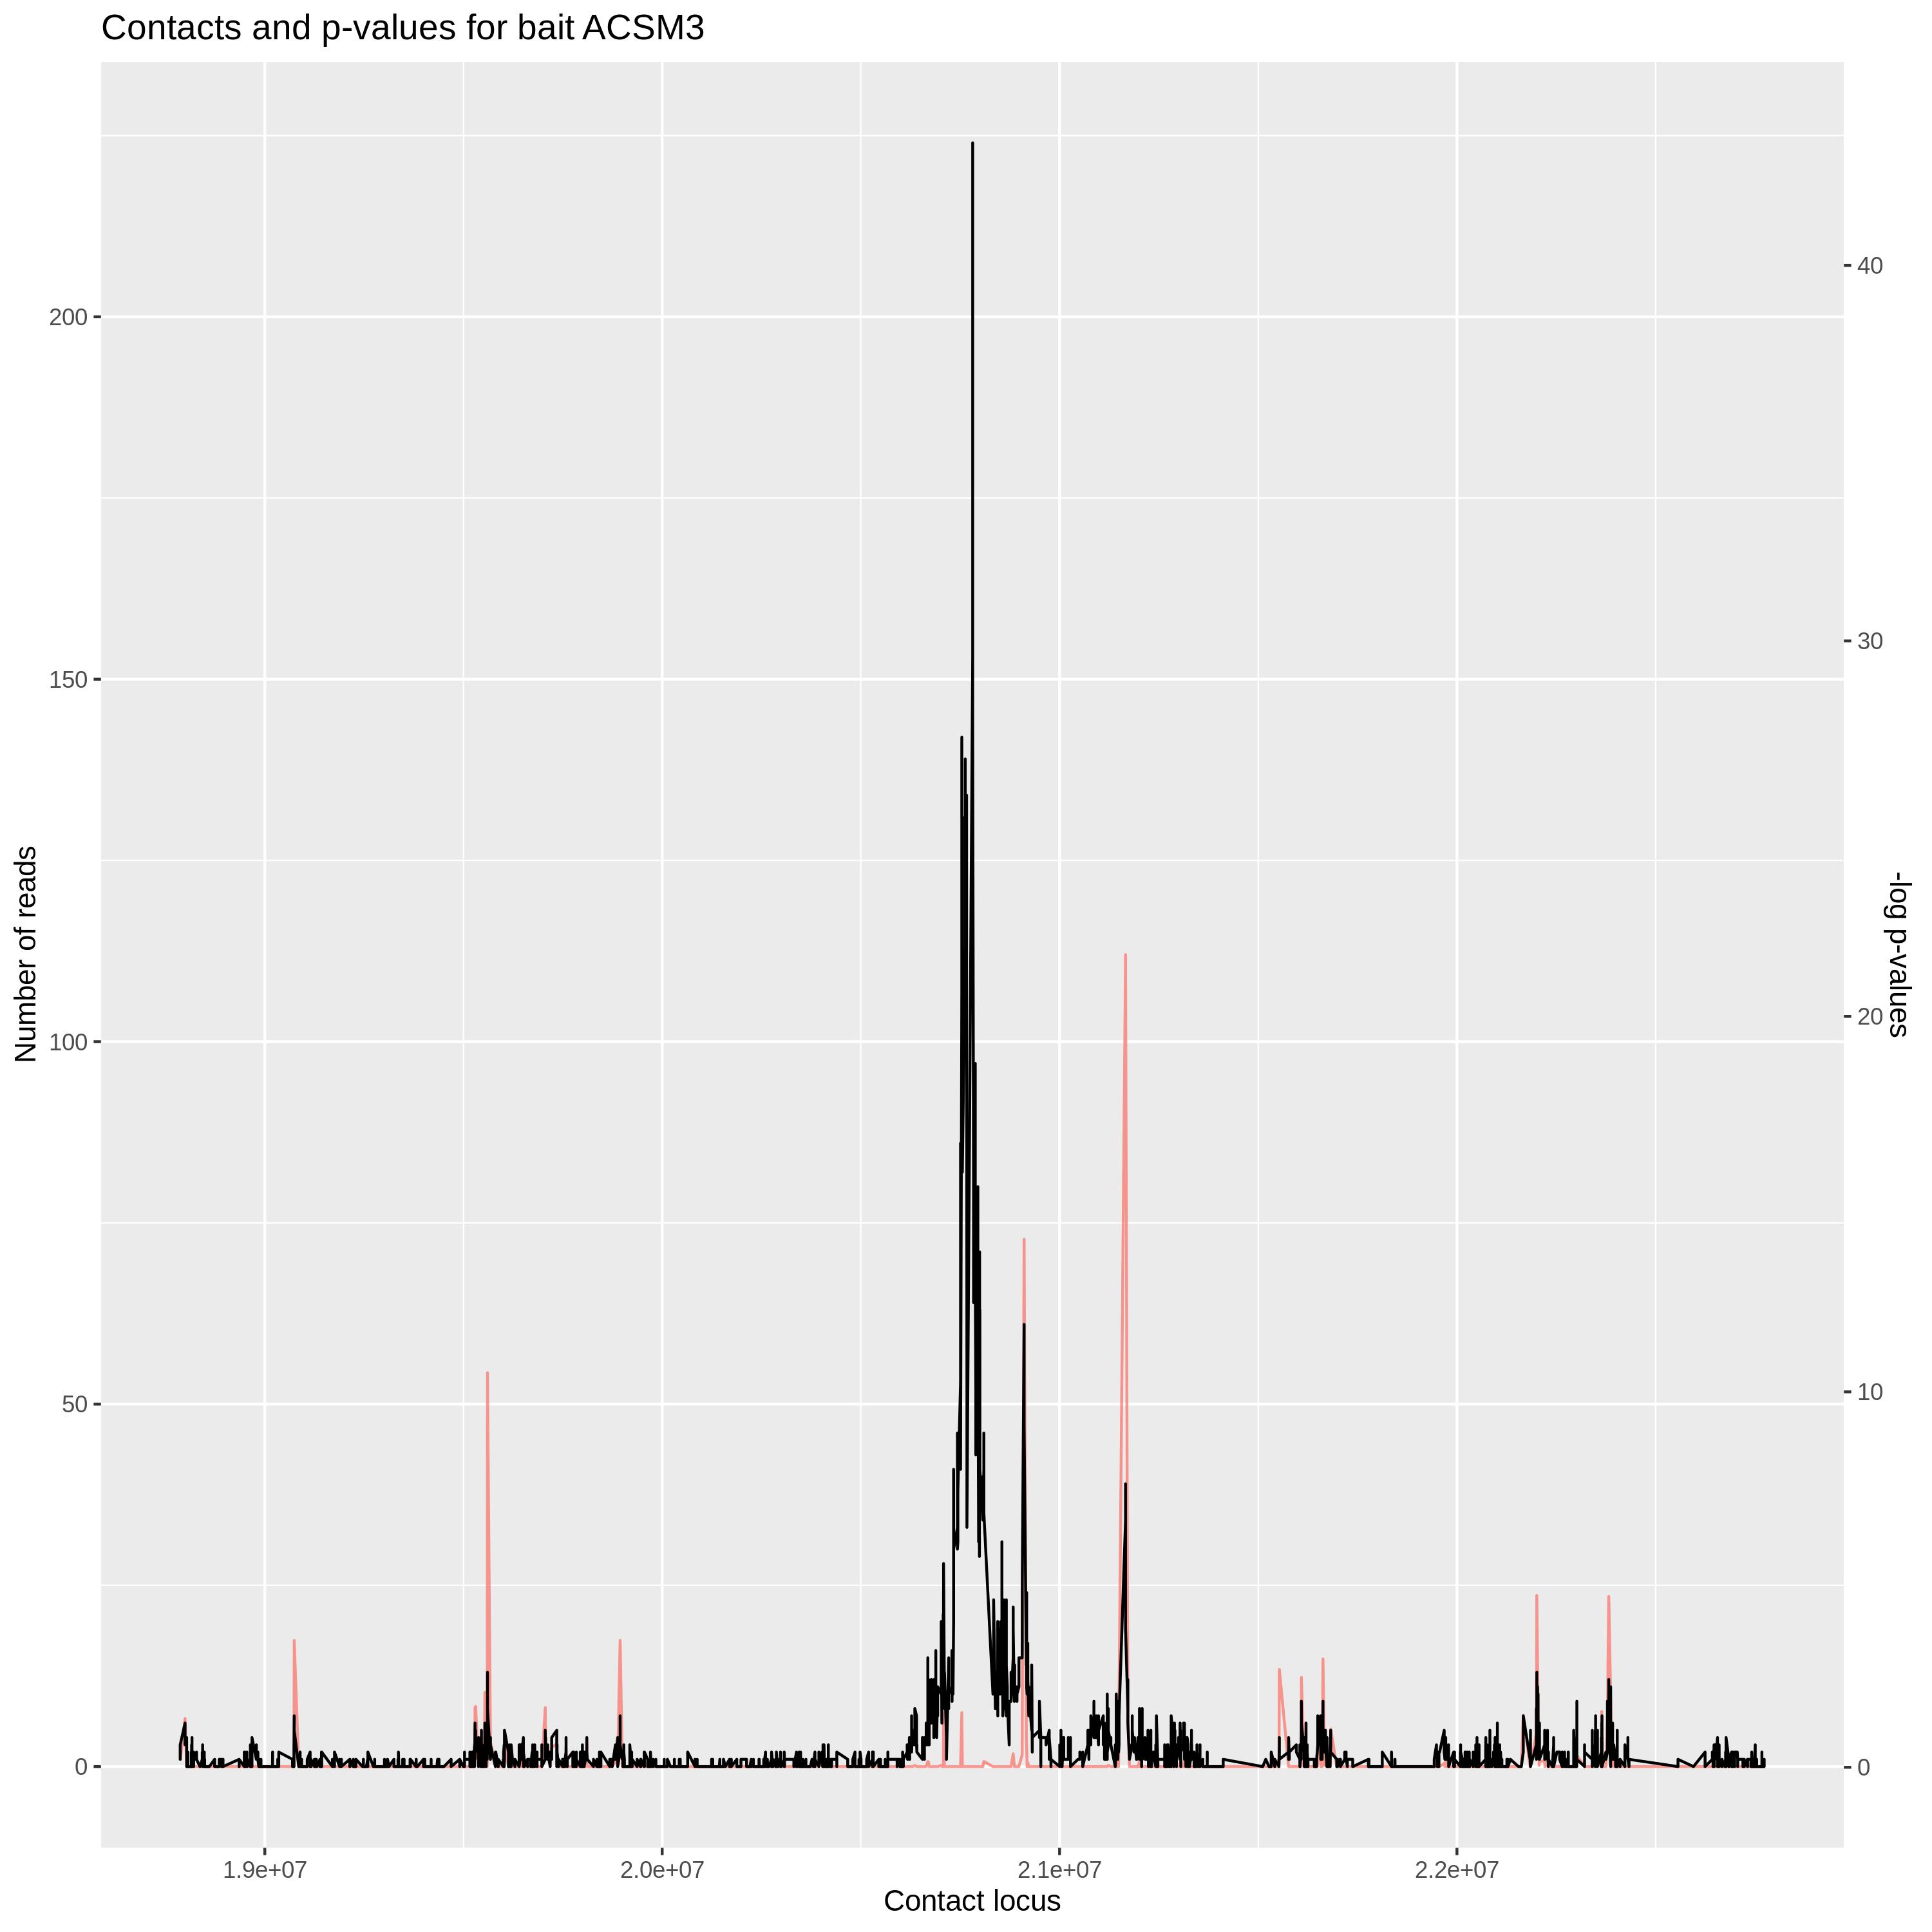 Contacts and p-values for bait ACSM3
Number of reads
200
150
100
50
0
40
30
20
10
0
-log p-values
1.9e+07
2.0e+07
2.1e+07
2.2e+07
Contact locus